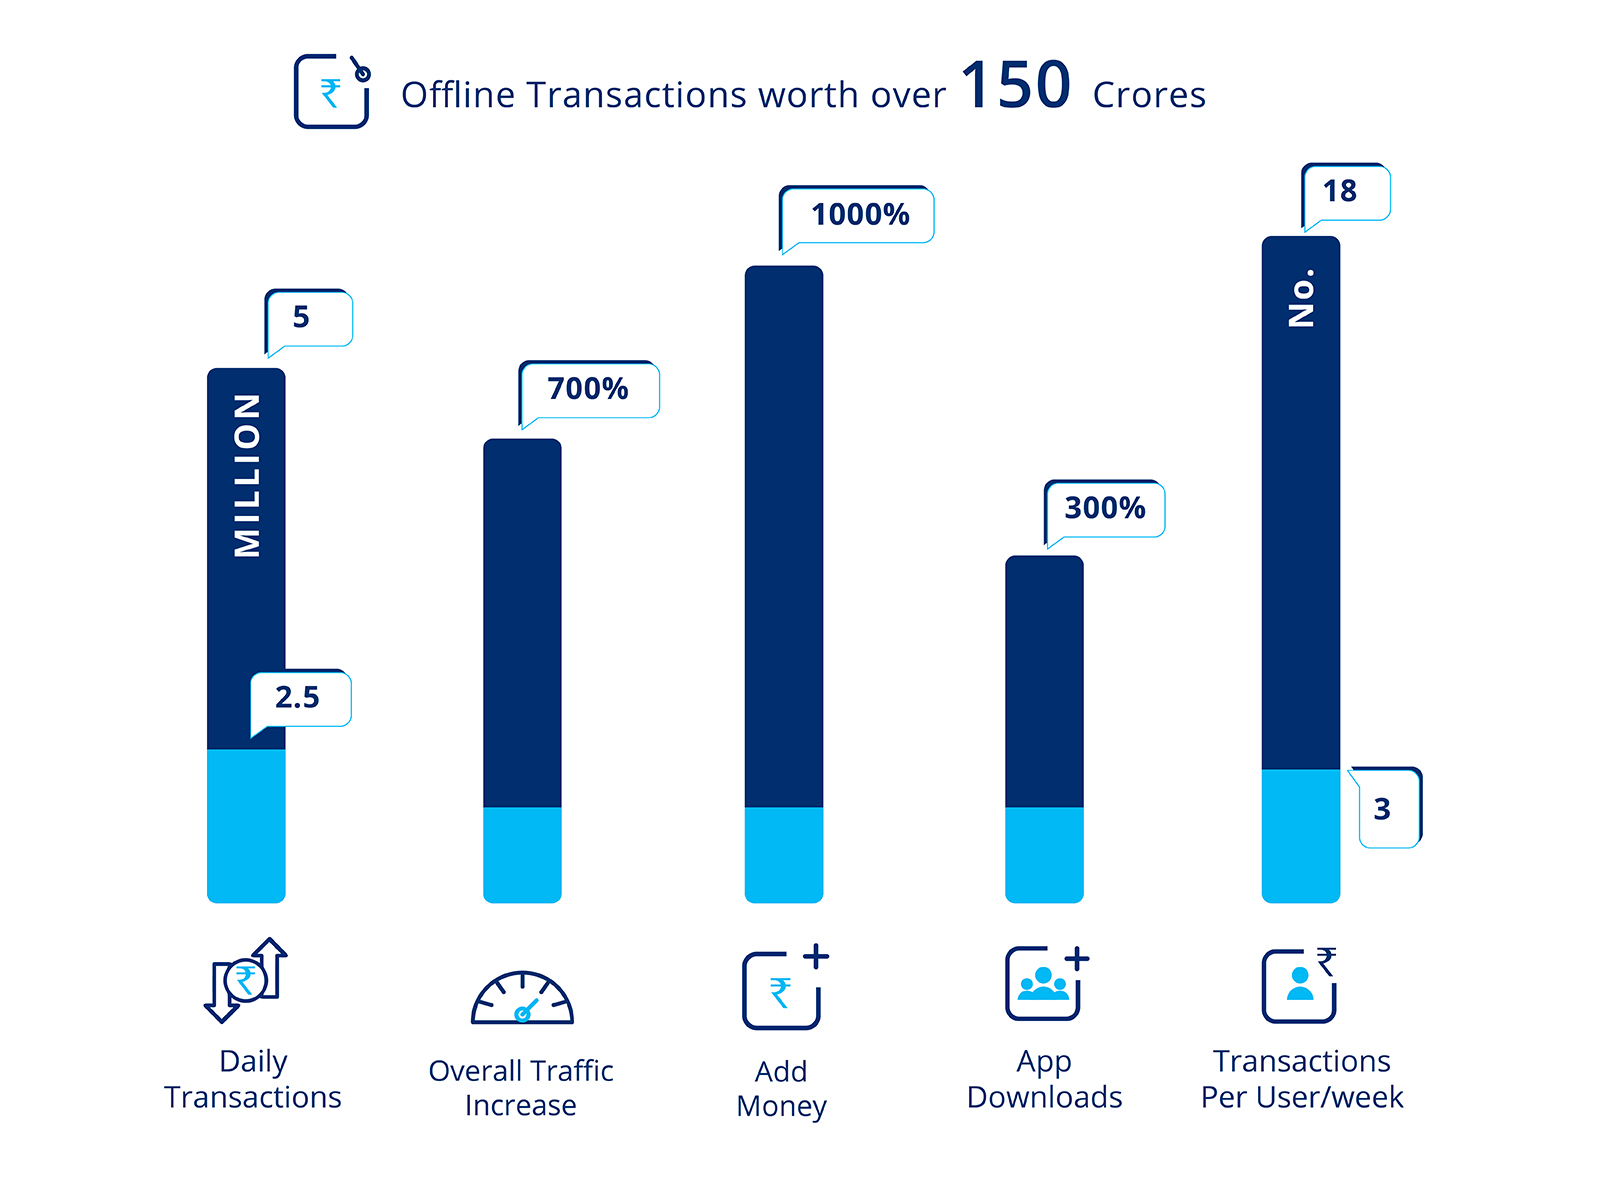 ₹ Offline Transactions worth over 150 Crores
5
MILLION
2.5
700%
1000%
300%
18
No.
3
₹
Daily
Transactions
Overall Traffic
Increase
₹
Add
Money
App
Downloads
₹
Transactions
Per User/week